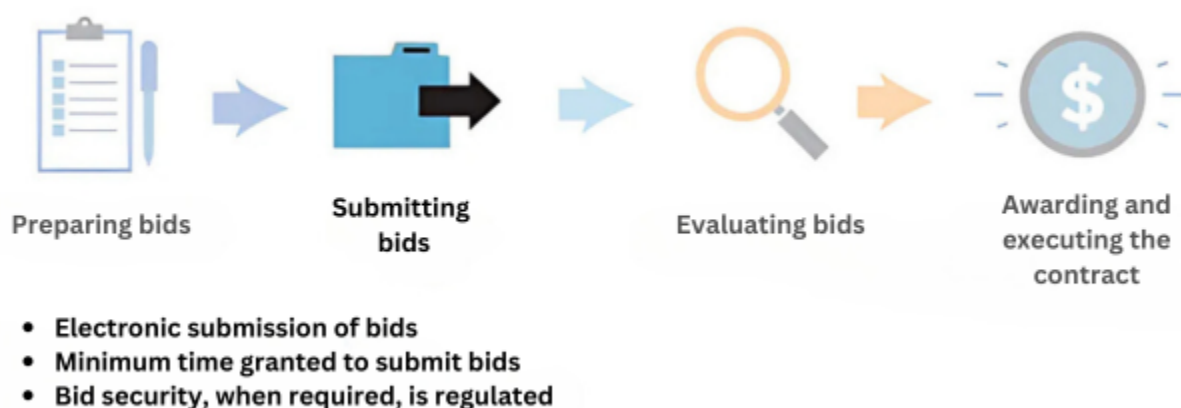 Preparing bids
Submitting
bids
Evaluating bids
Awarding and
executing the
contract
$
• Electronic submission of bids
• Minimum time granted to submit bids
• Bid security, when required, is regulated